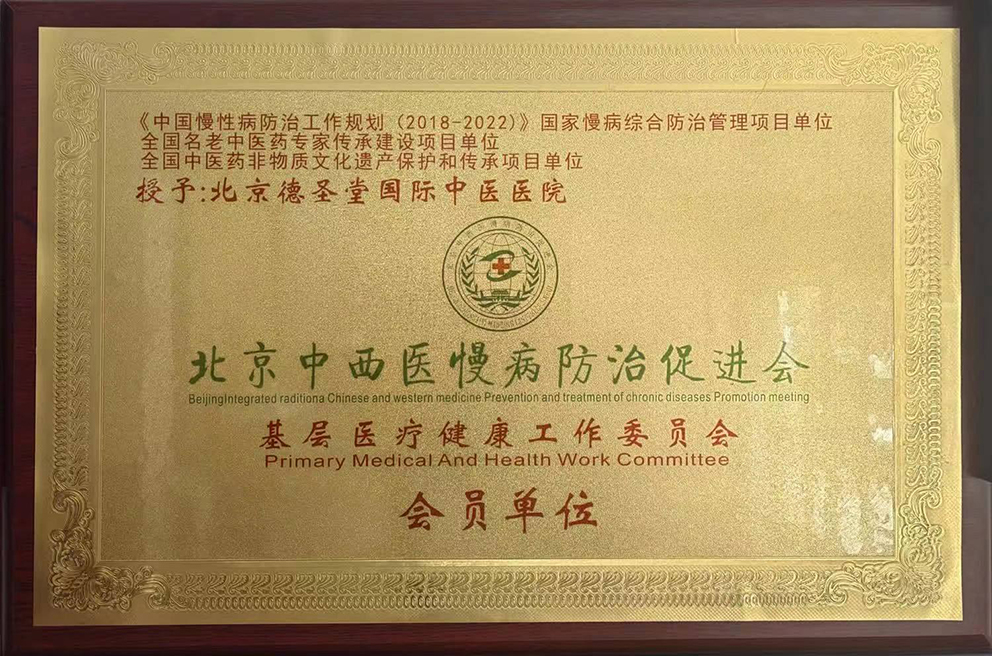 《中国慢性病防治工作规划（2018-2022）》国家慢病综合防治管理项目单位
全国名老中医药专家传承建设项目单位
全国中医药非物质文化遗产保护和传承项目单位
授予:北京德圣堂国际中医医院
北京中西医慢病防治促进会
BeijingIntegrated raditiona Chinese and western medicine Prevention and treatment of chronic diseases Promotion meeting
基层医疗健康工作委员会
Primary Medical And Health Work Committee
会员单位